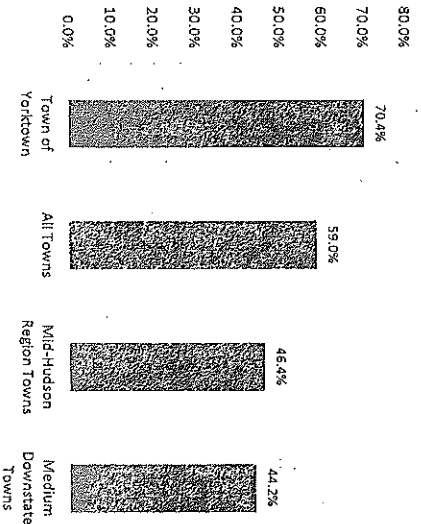 80.0%
70.0%
60.0%
50.0%
40.0%
30.0%
20.0%
10.0%
0.0%
70.4%
59.0%
46.4%
44.2%
Town of
Yorktown
All Towns
Mid-Hudson
Region Towns
Medium
Downstate
Towns